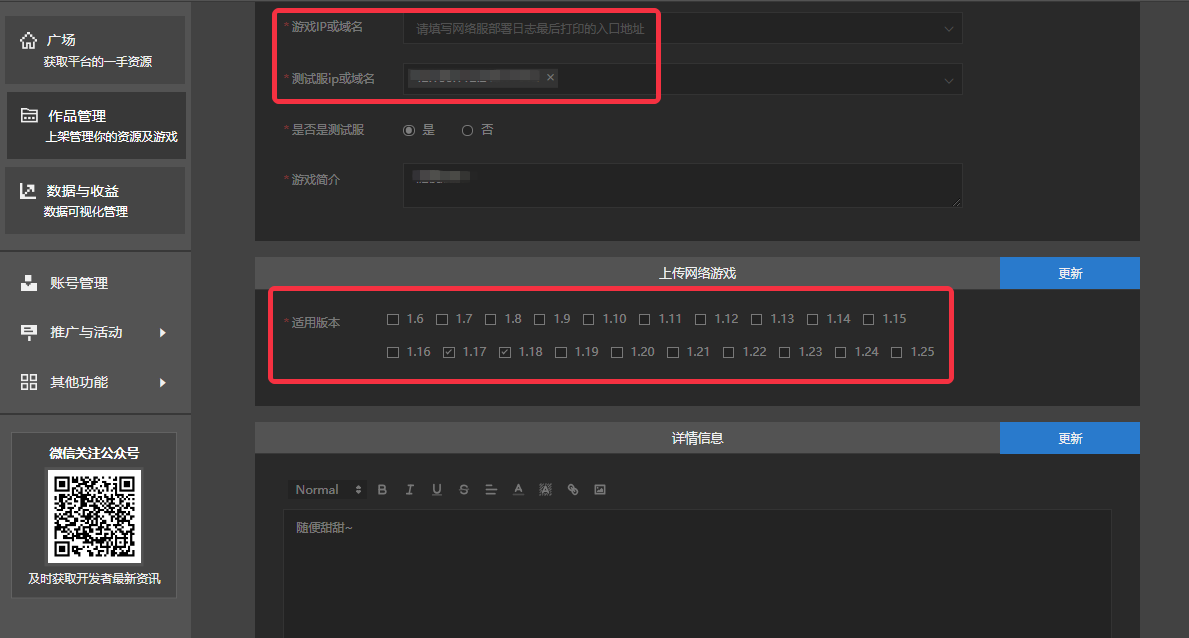 广场
获取平台的一手资源
作品管理
上架管理你的资源及游戏
数据与收益
数据可视化管理
账号管理
推广与活动
其他功能
微信关注公众号
及时获取开发者最新资讯
*游戏IP或域名 请填写网络服部署日志最后打印的入口地址
*测试服ip或域名 ×
*是否是测试服 是 否
*游戏简介
上传网络游戏 更新
*适用版本 1.6 1.7 1.8 1.9 1.10 1.11 1.12 1.13 1.14 1.15
1.16 1.17 1.18 1.19 1.20 1.21 1.22 1.23 1.24 1.25
详情信息 更新
Normal B I U S A A
随便甜甜~